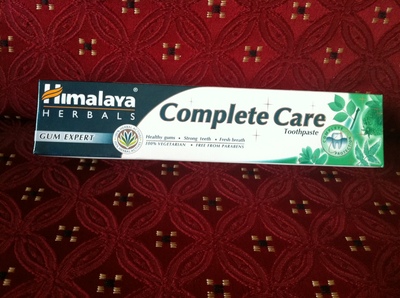 Himalaya
HERBALS
GUM EXPERT
Complete Care
Toothpaste
Healthy gums • Strong teeth • Fresh breath
100% VEGETARIAN • FREE FROM PARABENS